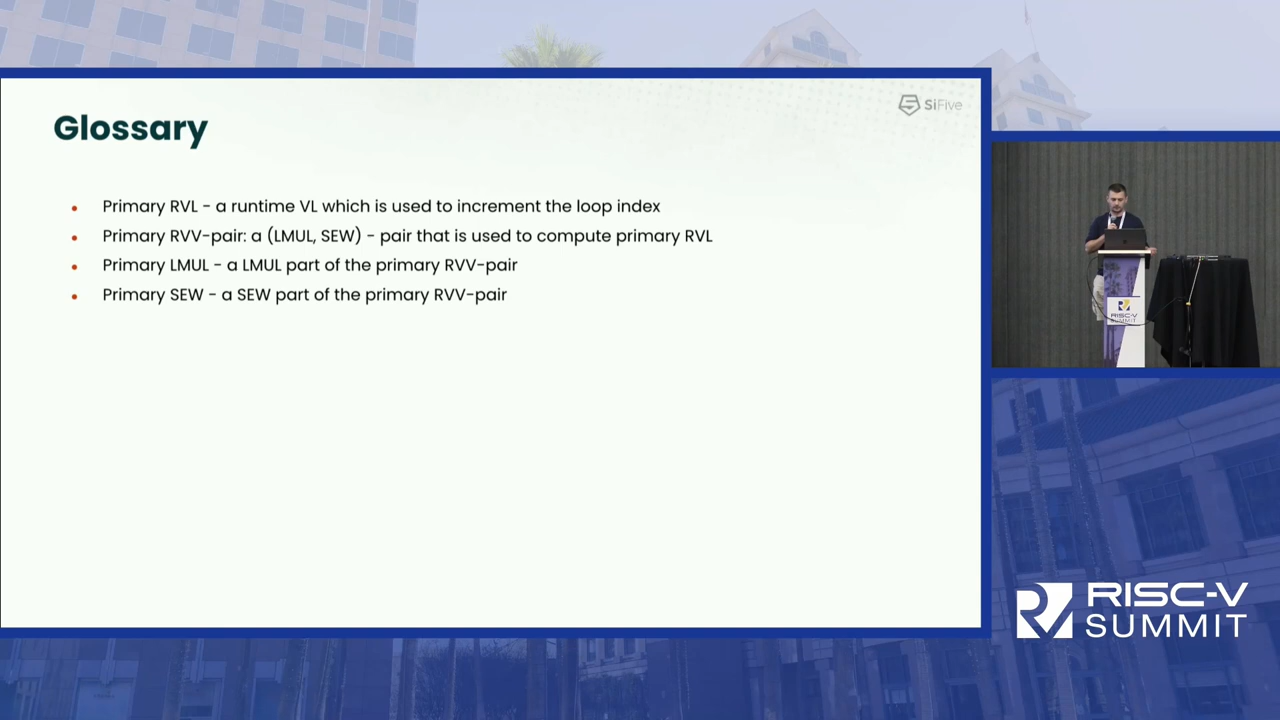 Glossary
SiFive
Primary RVL - a runtime VL which is used to increment the loop index
Primary RVV-pair: a (LMUL, SEW) - pair that is used to compute primary RVL
Primary LMUL - a LMUL part of the primary RVV-pair
Primary SEW - a SEW part of the primary RVV-pair
RISC-V
SUMMIT
RISC-V
SUMMIT